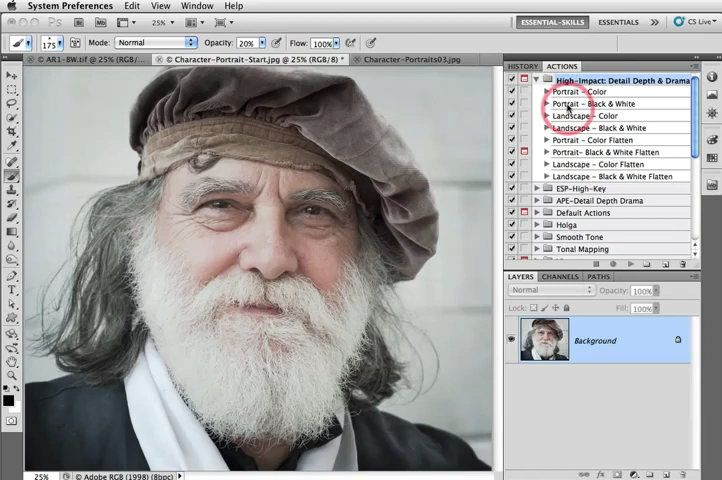 System Preferences Edit View Window Help
Ps Br Mb 25% ESSENTIAL-SKILLS ESSENTIALS >> CS Live
175 Mode: Normal Opacity: 20% Flow: 100%
© AR1-BW.tif @ 25% (RGB/... © Character-Portrait-Start.jpg @ 25% (RGB/8) * Character-Portraits03.jpg
HISTORY ACTIONS
High-Impact: Detail Depth & Drama
Portrait - Color
Portrait - Black & White
Landscape - Color
Landscape - Black & White
Portrait - Color Flatten
Portrait- Black & White Flatten
Landscape - Color Flatten
Landscape - Black & White Flatten
ESP-High-Key
APE-Detail Depth Drama
Default Actions
Holga
Smooth Tone
Tonal Mapping
LAYERS CHANNELS PATHS
Normal Opacity: 100%
Lock: Fill: 100%
Background
25% © Adobe RGB (1998) (8bpc)